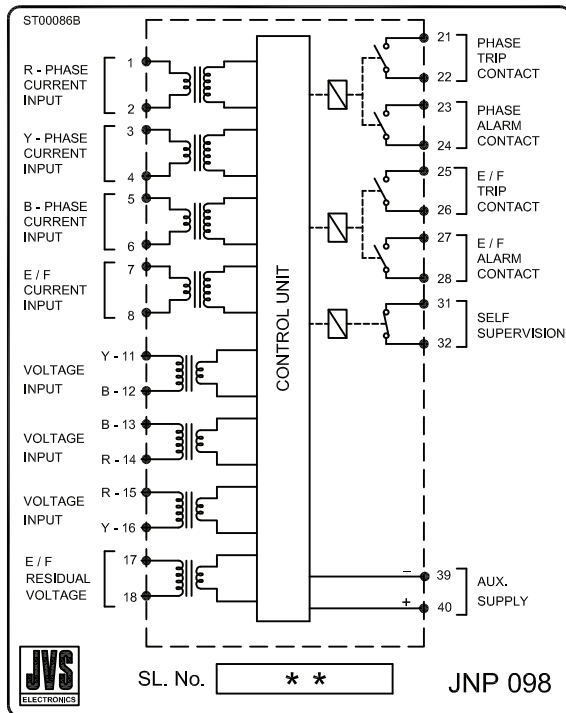 ST00086B
R - PHASE
CURRENT
INPUT
1
2
Y - PHASE
CURRENT
INPUT
3
4
B - PHASE
CURRENT
INPUT
5
6
E / F
CURRENT
INPUT
7
8
VOLTAGE
INPUT
Y - 11
B - 12
VOLTAGE
INPUT
B - 13
R - 14
VOLTAGE
INPUT
R - 15
Y - 16
E / F
RESIDUAL
VOLTAGE
17
18
CONTROL UNIT
21
22
PHASE
TRIP
CONTACT
23
24
PHASE
ALARM
CONTACT
25
26
E / F
TRIP
CONTACT
27
28
E / F
ALARM
CONTACT
31
32
SELF
SUPERVISION
− 39
+ 40
AUX.
SUPPLY
JVS
ELECTRONICS
SL. No. * *
JNP 098